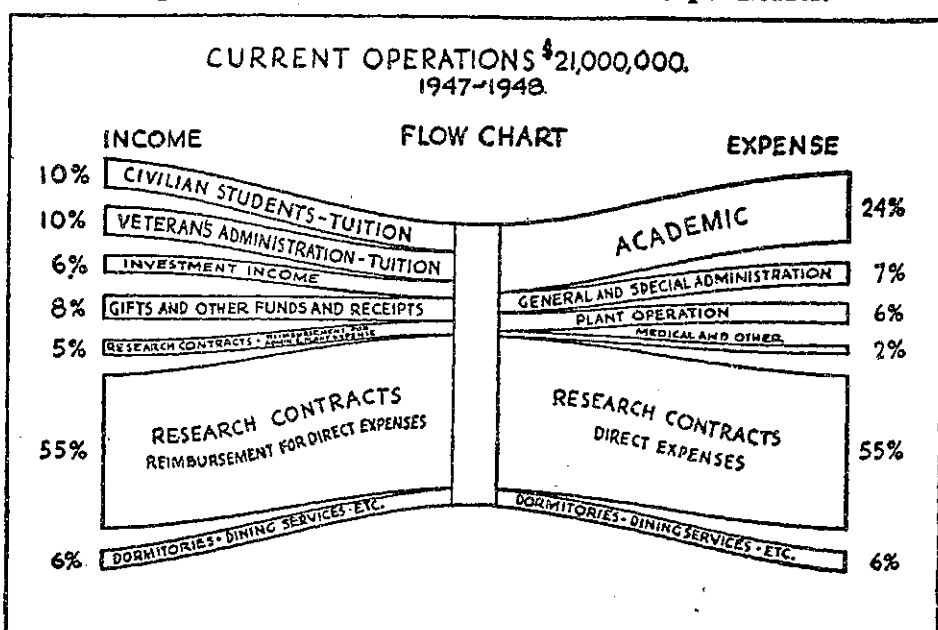 CURRENT OPERATIONS $21,000,000.
1947-1948.
INCOME
FLOW CHART
EXPENSE
10% CIVILIAN STUDENTS-TUITION
10% VETERANS ADMINISTRATION-TUITION
6% INVESTMENT INCOME
8% GIFTS AND OTHER FUNDS AND RECEIPTS
5% RESEARCH CONTRACTS - REIMBURSEMENT FOR
EXPENSE
55% RESEARCH CONTRACTS
REIMBURSEMENT FOR DIRECT EXPENSES
6% DORMITORIES · DINING SERVICES · ETC.
ACADEMIC 24%
GENERAL AND SPECIAL ADMINISTRATION 7%
PLANT OPERATION 6%
MEDICAL AND OTHER 2%
RESEARCH CONTRACTS
DIRECT EXPENSES 55%
DORMITORIES · DINING SERVICES · ETC. 6%